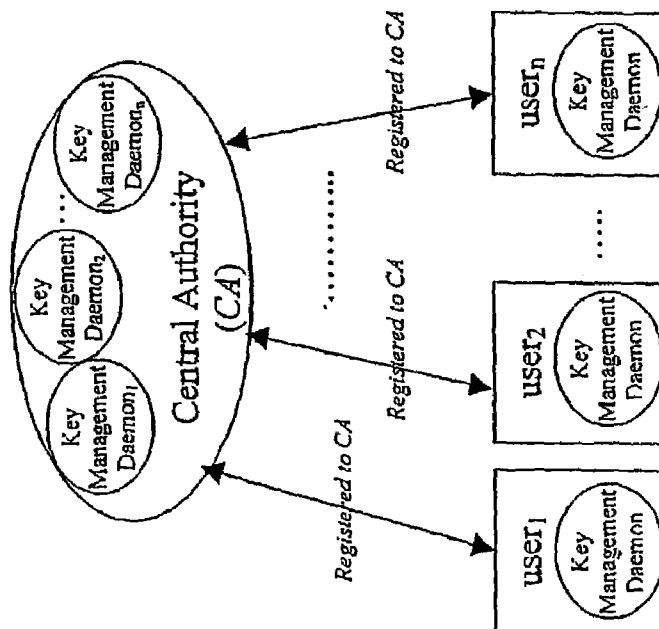 Key
Management
Daemon₁
Key
Management
Daemon₂
....
Key
Management
Daemonₙ
Central Authority
(CA)
Registered to CA
Registered to CA
..........
Registered to CA
user₁
Key
Management
Daemon
user₂
Key
Management
Daemon
.....
userₙ
Key
Management
Daemon